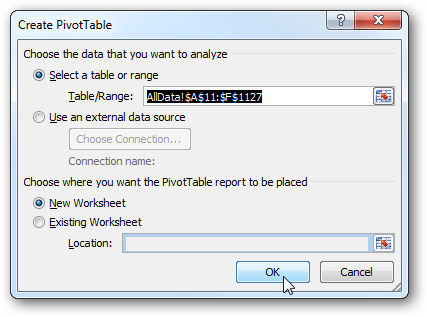 Create PivotTable
Choose the data that you want to analyze
Select a table or range
Table/Range: AllData!$A$11:$F$1127
Use an external data source
Choose Connection...
Connection name:
Choose where you want the PivotTable report to be placed
New Worksheet
Existing Worksheet
Location:
OK Cancel